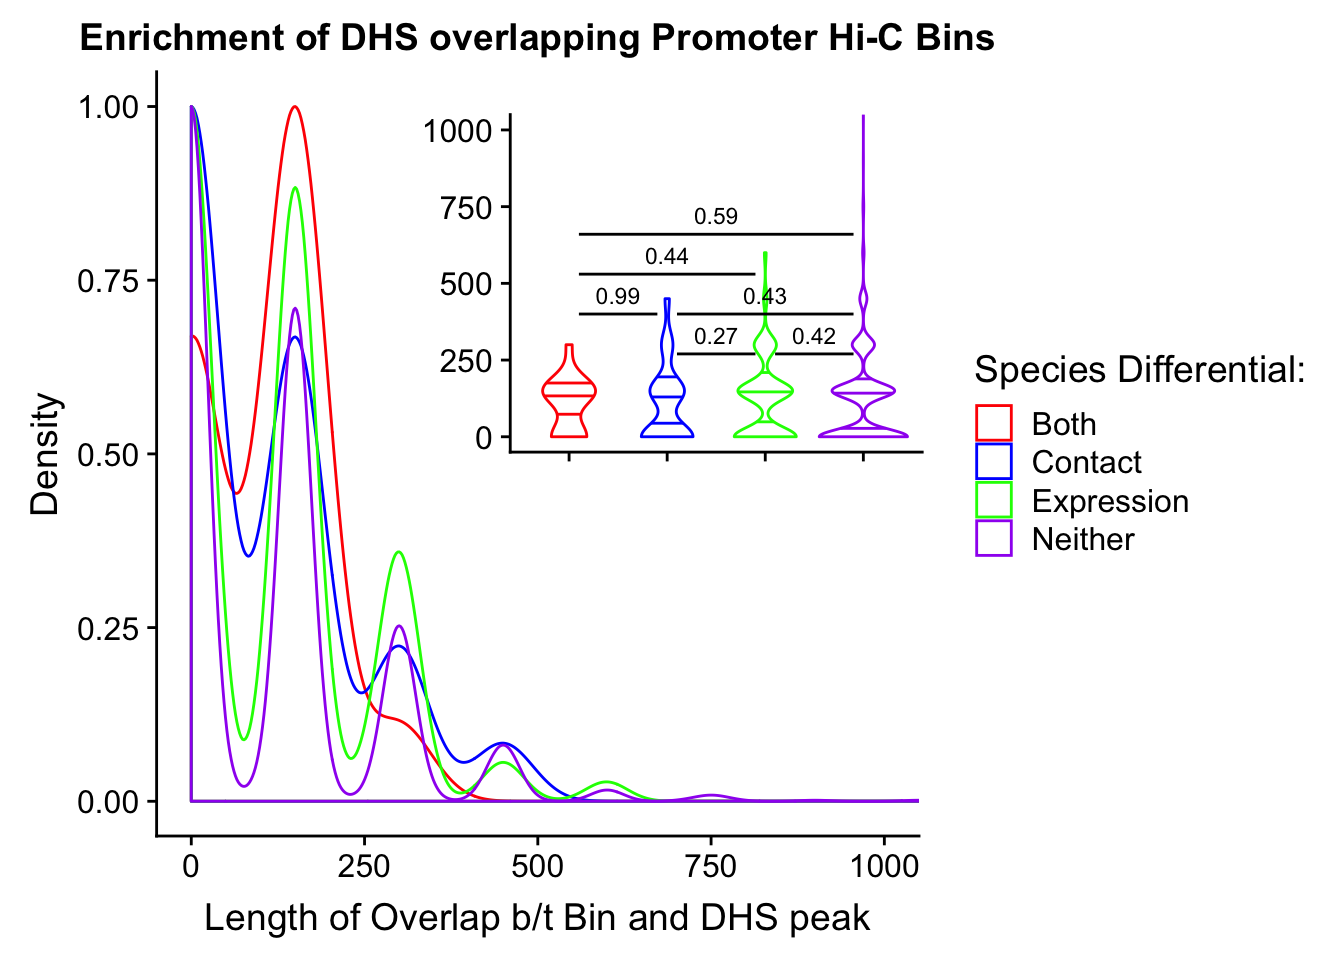 Enrichment of DHS overlapping Promoter Hi-C Bins
Density
1.00
0.75
0.50
0.25
0.00
0
250
500
750
1000
Length of Overlap b/t Bin and DHS peak
1000
750
500
250
0
0.59
0.44
0.99
0.43
0.27
0.42
Species Differential:
Both
Contact
Expression
Neither